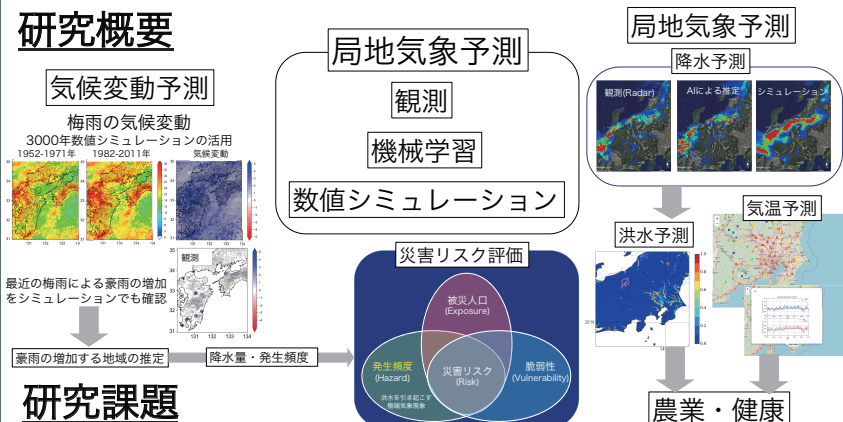 研究概要
気候変動予測
梅雨の気候変動
3000年数値シミュレーションの活用
1952-1971年
1982-2011年
気候変動
観測
最近の梅雨による豪雨の増加
をシミュレーションでも確認
豪雨の増加する地域の推定
降水量・発生頻度
研究課題
局地気象予測
観測
機械学習
数値シミュレーション
災害リスク評価
被災人口
(Exposure)
発生頻度
(Hazard)
洪水を引き起こす
極端気象現象
災害リスク
(Risk)
脆弱性
(Vulnerability)
局地気象予測
降水予測
観測(Radar)
AIによる推定
シミュレーション
洪水予測
気温予測
農業・健康